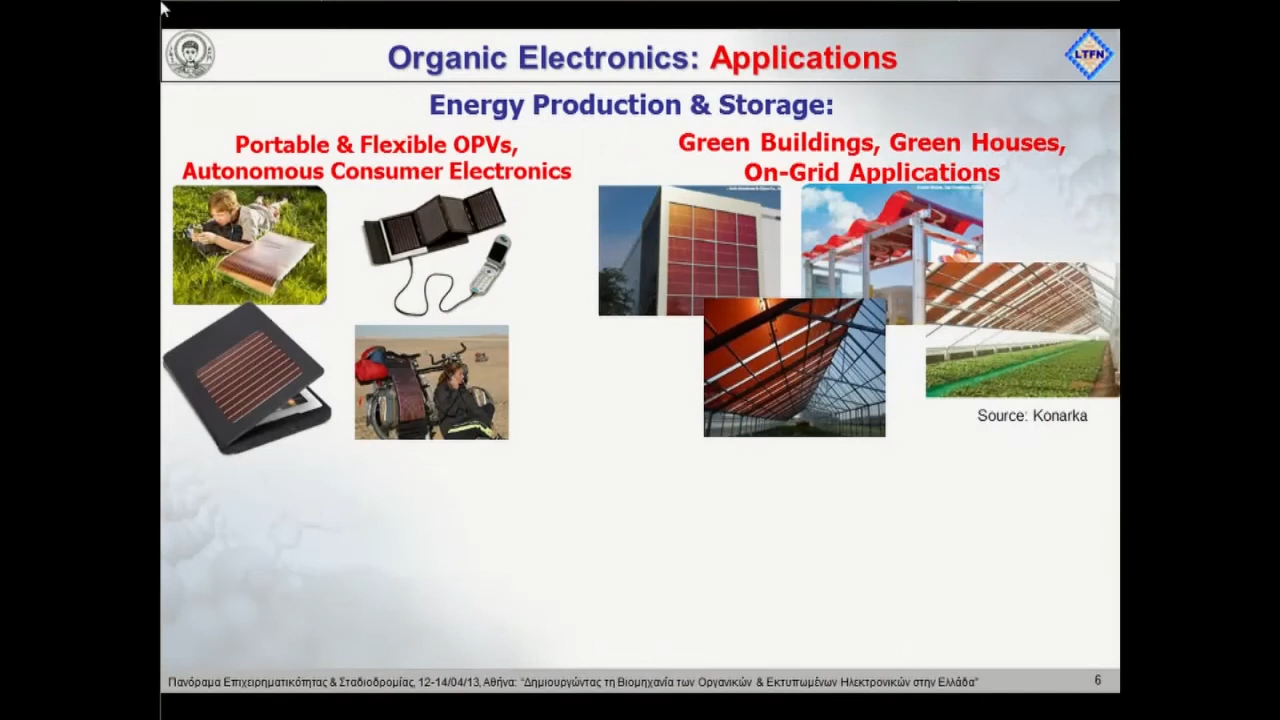 Organic Electronics: Applications
LTFN
Energy Production & Storage:
Portable & Flexible OPVs,
Autonomous Consumer Electronics
Green Buildings, Green Houses,
On-Grid Applications
Source: Konarka
Πανόραμα Επιχειρηματικότητας & Σταδιοδρομίας, 12-14/04/13, Αθήνα: “Δημιουργώντας τη Βιομηχανία των Οργανικών & Εκτυπωμένων Ηλεκτρονικών στην Ελλάδα”
6